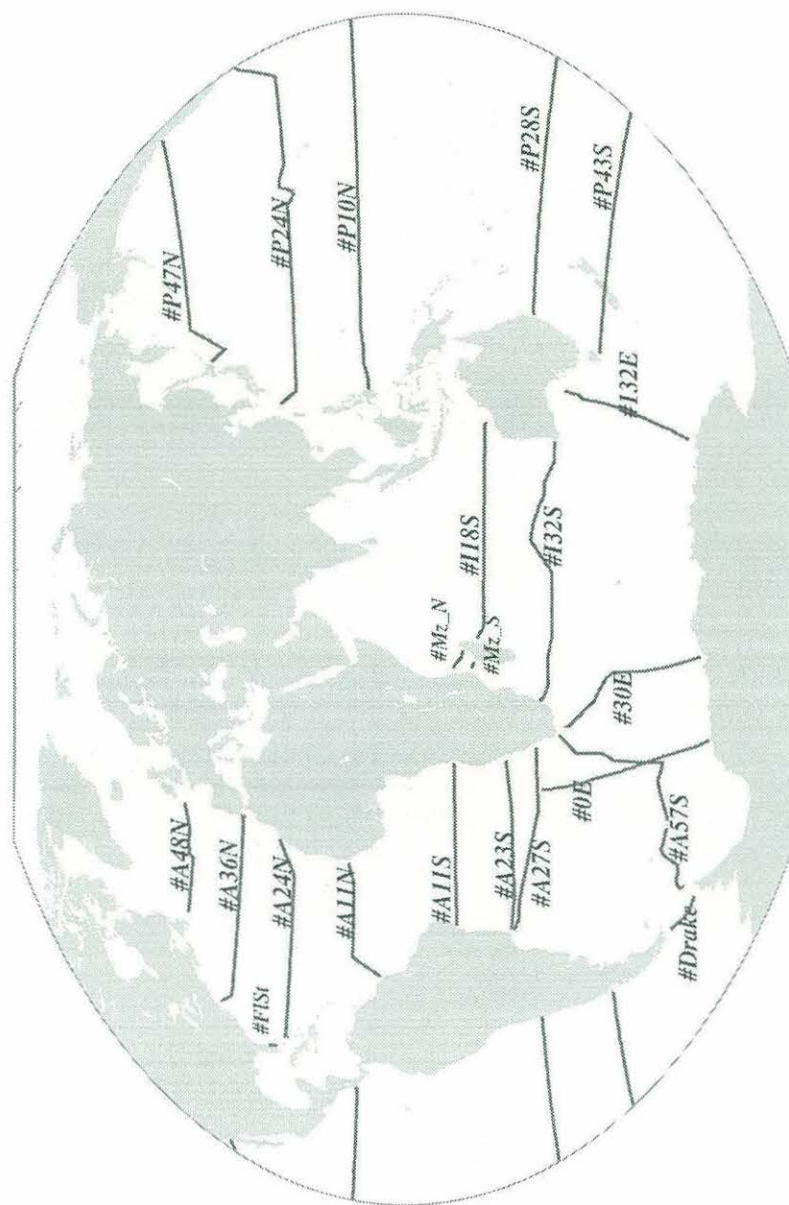 #P47N
#P24N
#P10N
#P28S
#P43S
#I32E
#I18S
#I32S
#Mz_N
#Mz_S
#30E
#0E
#A57S
#A48N
#A36N
#A24N
#A11N
#A11S
#A23S
#A27S
#FlSt
#Drake